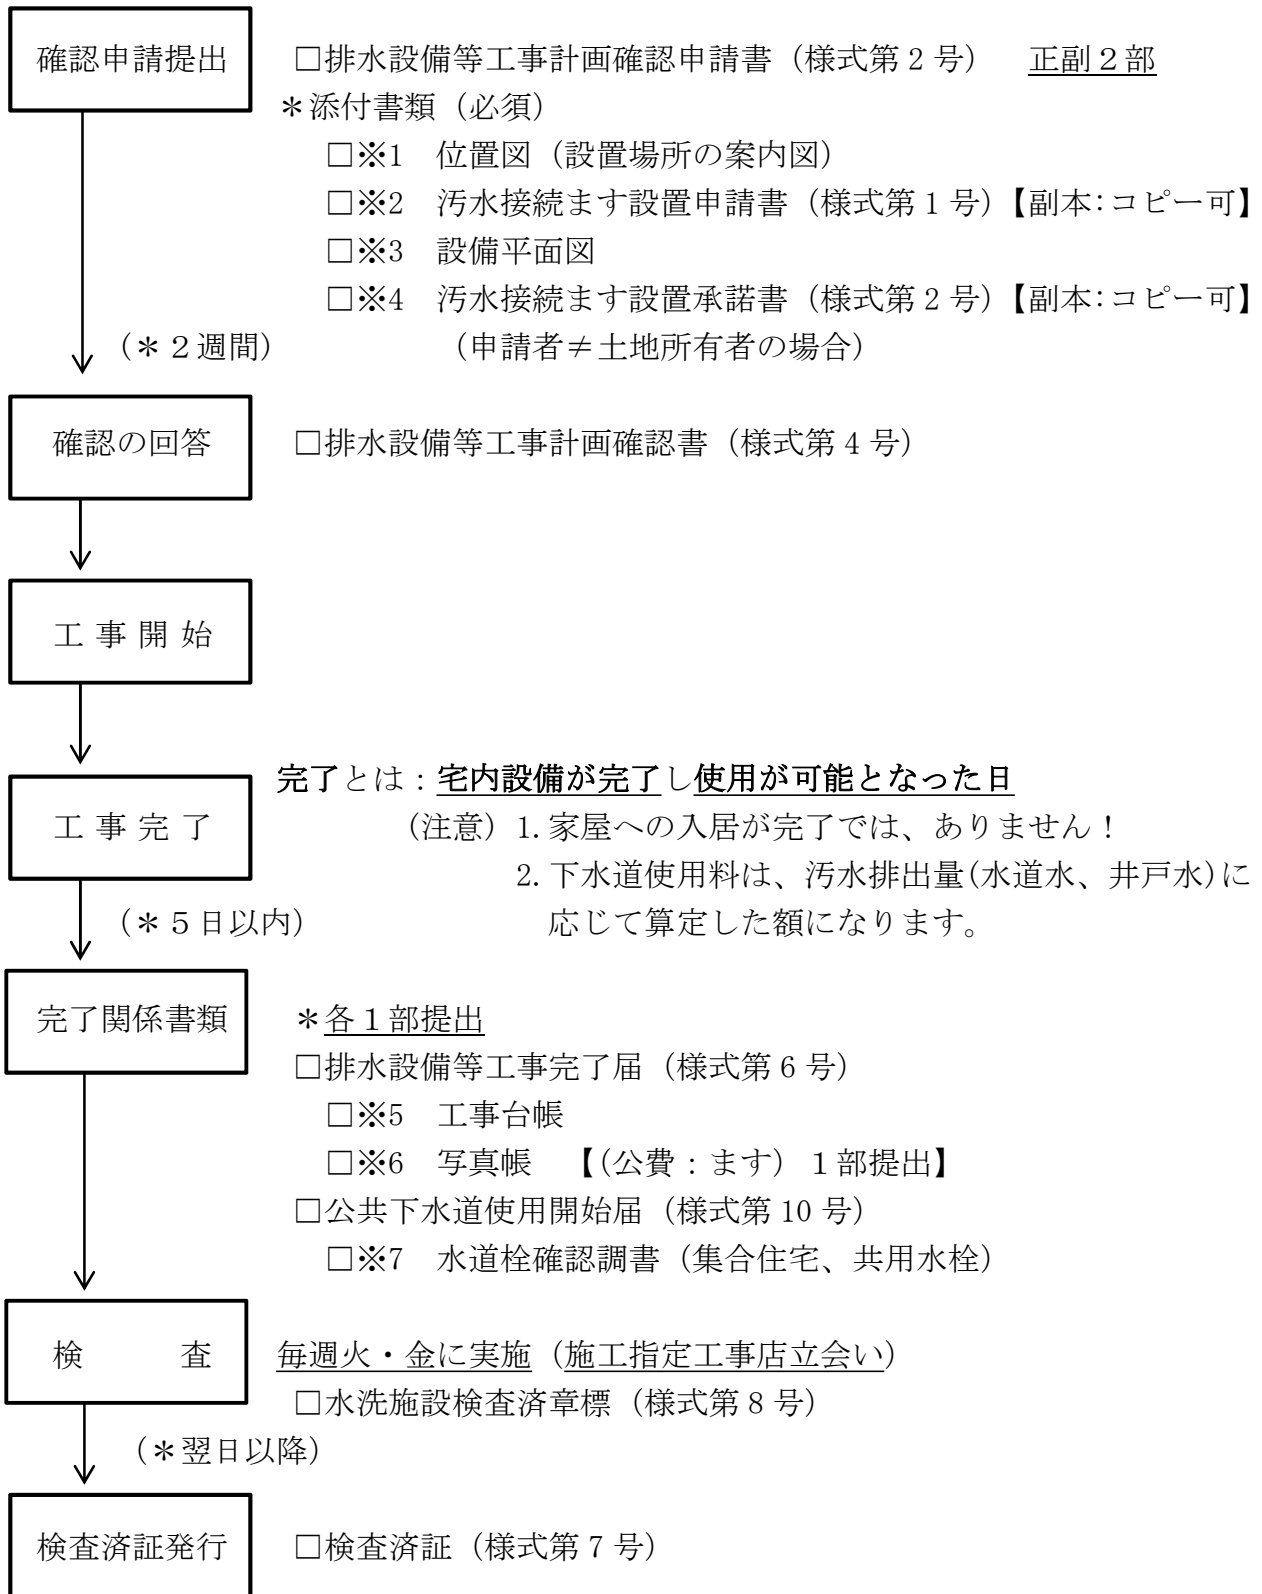 確認申請提出　□排水設備等工事計画確認申請書（様式第２号）　正副２部
＊添付書類（必須）
□※1　位置図（設置場所の案内図）
□※2　汚水接続ます設置申請書（様式第１号）【副本:コピー可】
□※3　設備平面図
□※4　汚水接続ます設置承諾書（様式第２号）【副本:コピー可】
（＊２週間）　（申請者≠土地所有者の場合）
確認の回答　□排水設備等工事計画確認書（様式第４号）
工 事 開 始
完了とは：宅内設備が完了し使用が可能となった日
工 事 完 了　（注意）1.家屋への入居が完了では、ありません！
2.下水道使用料は、汚水排出量(水道水、井戸水)に
（＊５日以内）　応じて算定した額になります。
完了関係書類　＊各１部提出
□排水設備等工事完了届（様式第６号）
□※5　工事台帳
□※6　写真帳　【(公費：ます）１部提出】
□公共下水道使用開始届（様式第 10 号）
□※7　水道栓確認調書（集合住宅、共用水栓）
検　　　査　毎週火・金に実施（施工指定工事店立会い）
□水洗施設検査済章標（様式第８号）
（＊翌日以降）
検査済証発行　□検査済証（様式第７号）